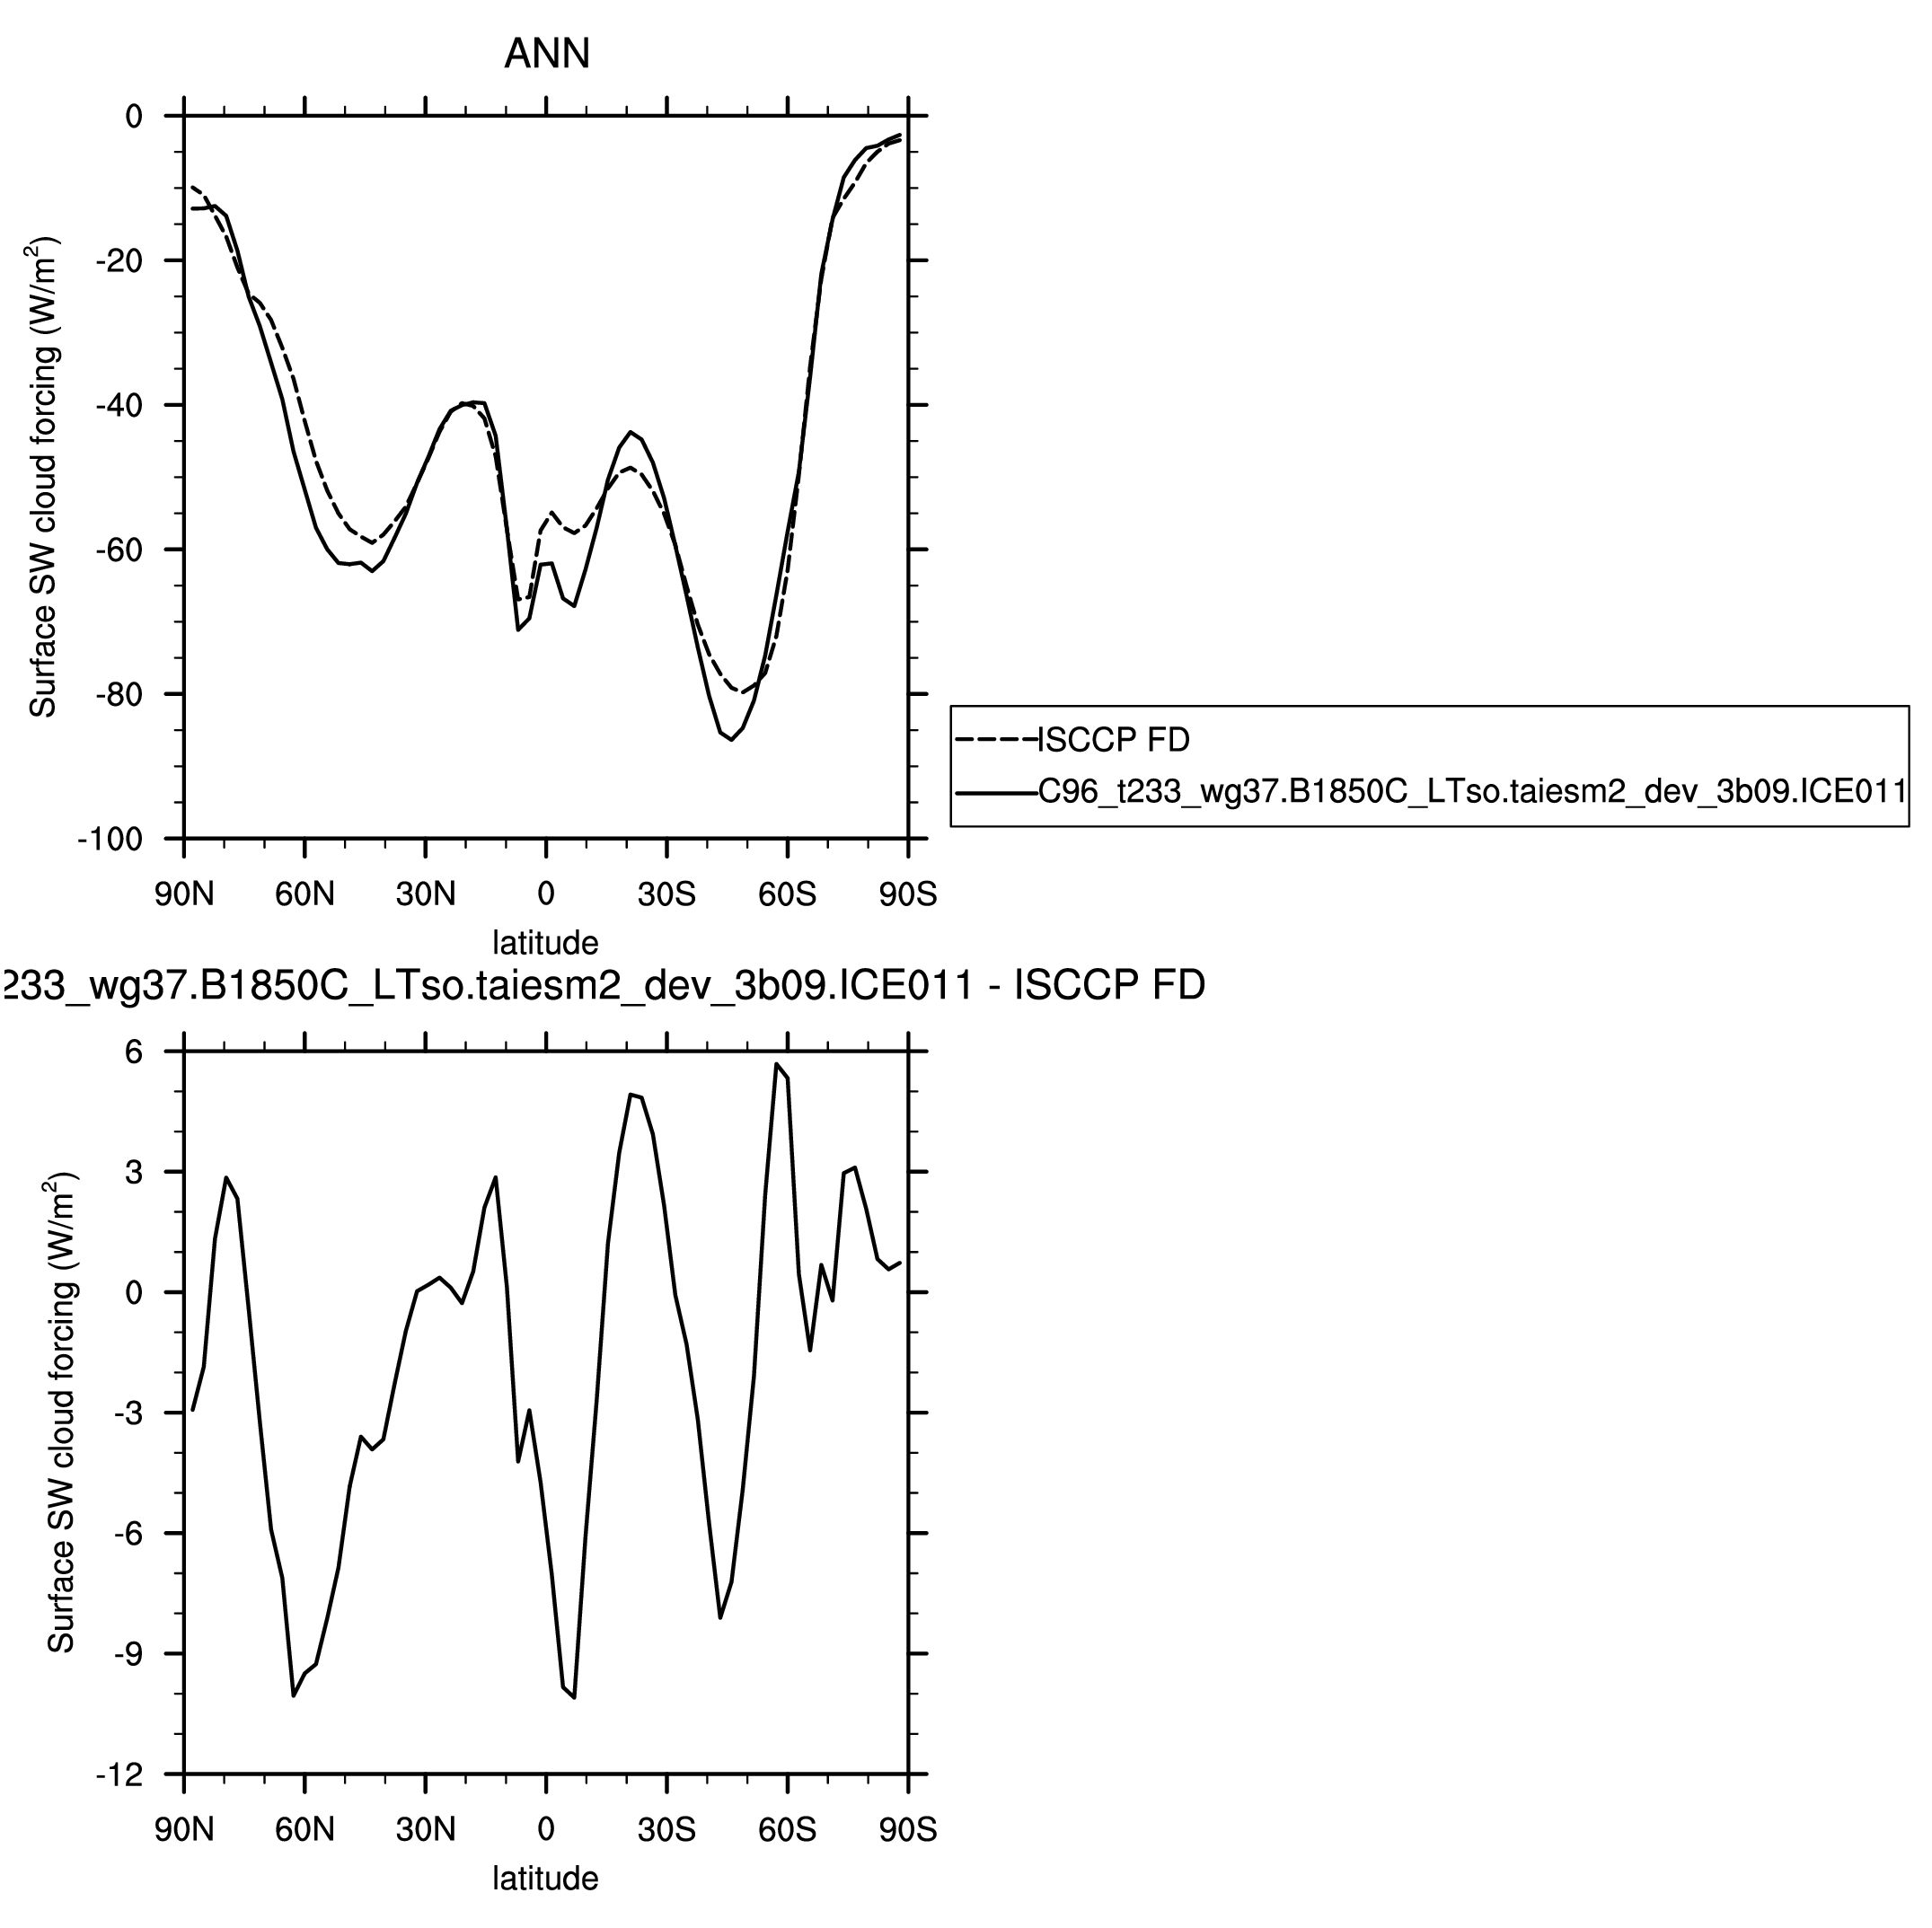 ANN
Surface SW cloud forcing (W/m2)
0
-20
-40
-60
-80
-100
90N 60N 30N 0 30S 60S 90S
latitude
ISCCP FD
C96_t233_wg37.B1850C_LTso.taiesm2_dev_3b09.ICE011
233_wg37.B1850C_LTso.taiesm2_dev_3b09.ICE011 - ISCCP FD
Surface SW cloud forcing (W/m2)
6
3
0
-3
-6
-9
-12
90N 60N 30N 0 30S 60S 90S
latitude